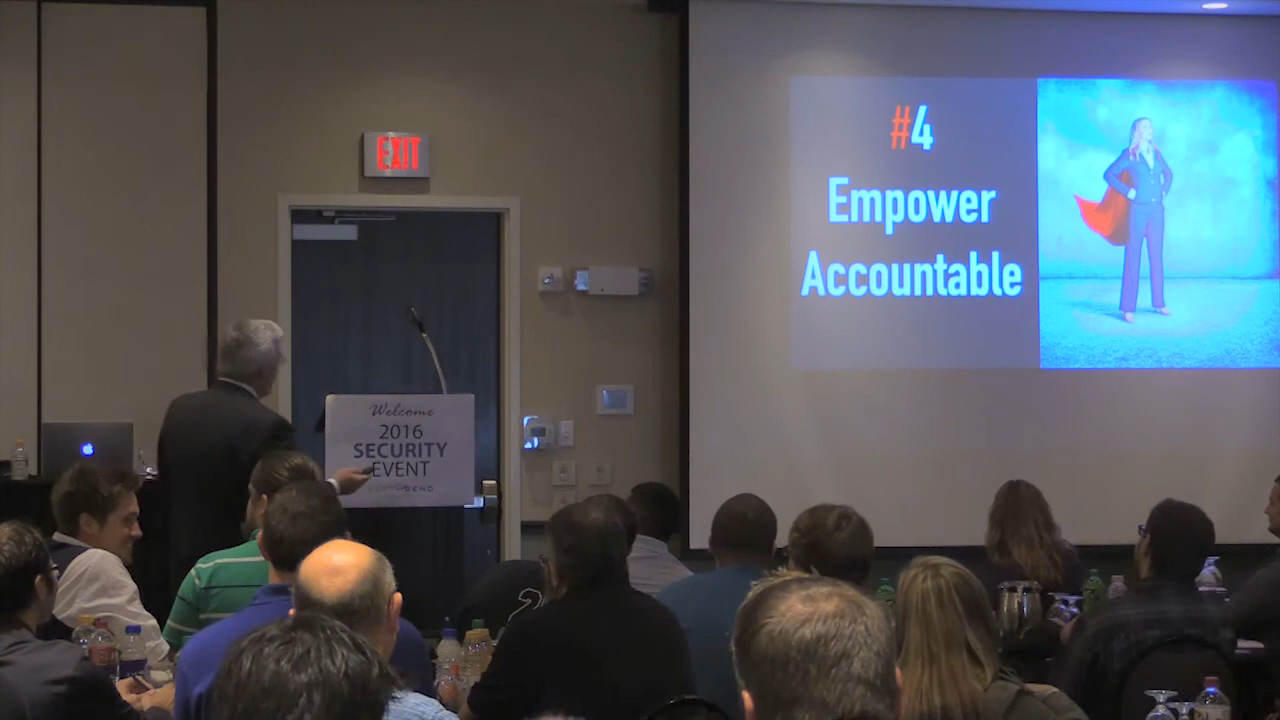 EXIT
#4
Empower
Accountable
Welcome
2016
SECURITY
EVENT